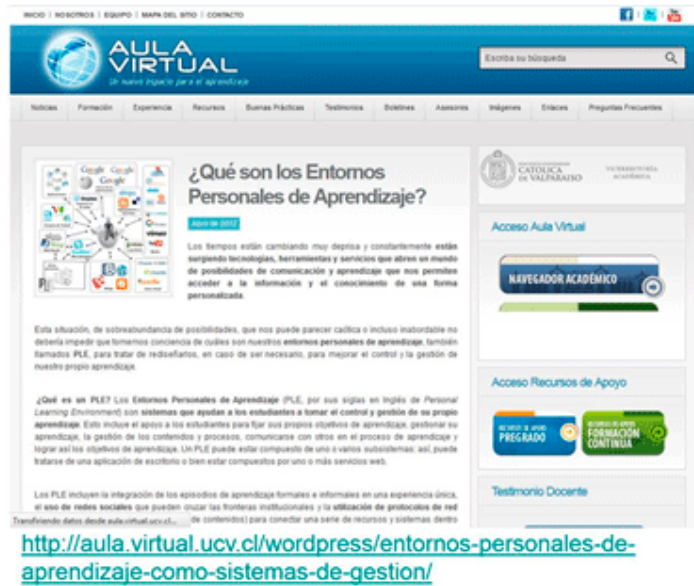 INICIO | NOSOTROS | EQUIPO | MAPA DEL SITIO | CONTACTO
AULA
VIRTUAL
Un nuevo espacio para el aprendizaje
Escriba su búsqueda
Noticias Formación Experiencia Recursos Buenas Prácticas Testimonios Boletines Asesores Imágenes Enlaces Preguntas Frecuentes
¿Qué son los Entornos
Personales de Aprendizaje?
Abril de 2012
Los tiempos están cambiando muy deprisa y constantemente están
surgiendo tecnologías, herramientas y servicios que abren un mundo
de posibilidades de comunicación y aprendizaje que nos permiten
acceder a la información y el conocimiento de una forma
personalizada.
Esta situación, de sobreabundancia de posibilidades, que nos puede parecer caótica o incluso inabordable no
debería impedir que tomemos conciencia de cuáles son nuestros entornos personales de aprendizaje, también
llamados PLE, para tratar de rediseñarlos, en caso de ser necesario, para mejorar el control y la gestión de
nuestro propio aprendizaje.
¿Qué es un PLE? Los Entornos Personales de Aprendizaje (PLE, por sus siglas en Inglés de Personal
Learning Environment) son sistemas que ayudan a los estudiantes a tomar el control y gestión de su propio
aprendizaje. Esto incluye el apoyo a los estudiantes para fijar sus propios objetivos de aprendizaje, gestionar su
aprendizaje, la gestión de los contenidos y procesos, comunicarse con otros en el proceso de aprendizaje y
lograr así los objetivos de aprendizaje. Un PLE puede estar compuesto de uno o varios subsistemas: así, puede
tratarse de una aplicación de escritorio o bien estar compuestos por uno o más servicios web.
Los PLE incluyen la integración de los episodios de aprendizaje formales e informales en una experiencia única,
el uso de redes sociales que pueden cruzar las fronteras institucionales y la utilización de protocolos de red
de contenidos) para conectar una serie de recursos y sistemas dentro
Transfiriendo datos desde aula.virtual.ucv.cl...
Google Google
Google
CATOLICA
DE VALPARAISO
VICERRECTORÍA
ACADÉMICA
Acceso Aula Virtual
NAVEGADOR ACADÉMICO
Acceso Recursos de Apoyo
RECURSOS DE APOYO
PREGRADO
RECURSOS DE APOYO
FORMACIÓN
CONTINUA
Testimonio Docente
http://aula.virtual.ucv.cl/wordpress/entornos-personales-de-
aprendizaje-como-sistemas-de-gestion/